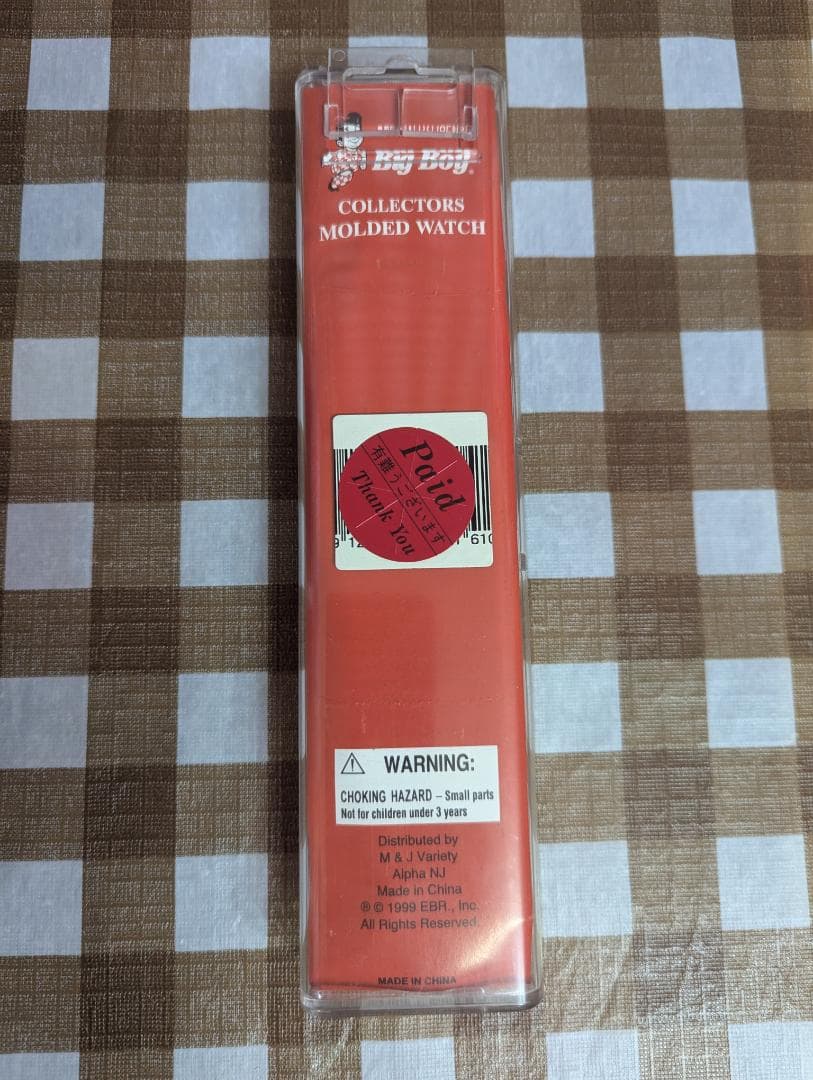 Big Boy®
COLLECTORS
MOLDED WATCH
Paid
有難うございます
Thank You
610
WARNING:
CHOKING HAZARD – Small parts
Not for children under 3 years
Distributed by
M & J Variety
Alpha NJ
Made in China
® © 1999 EBR., Inc.
All Rights Reserved.
MADE IN CHINA